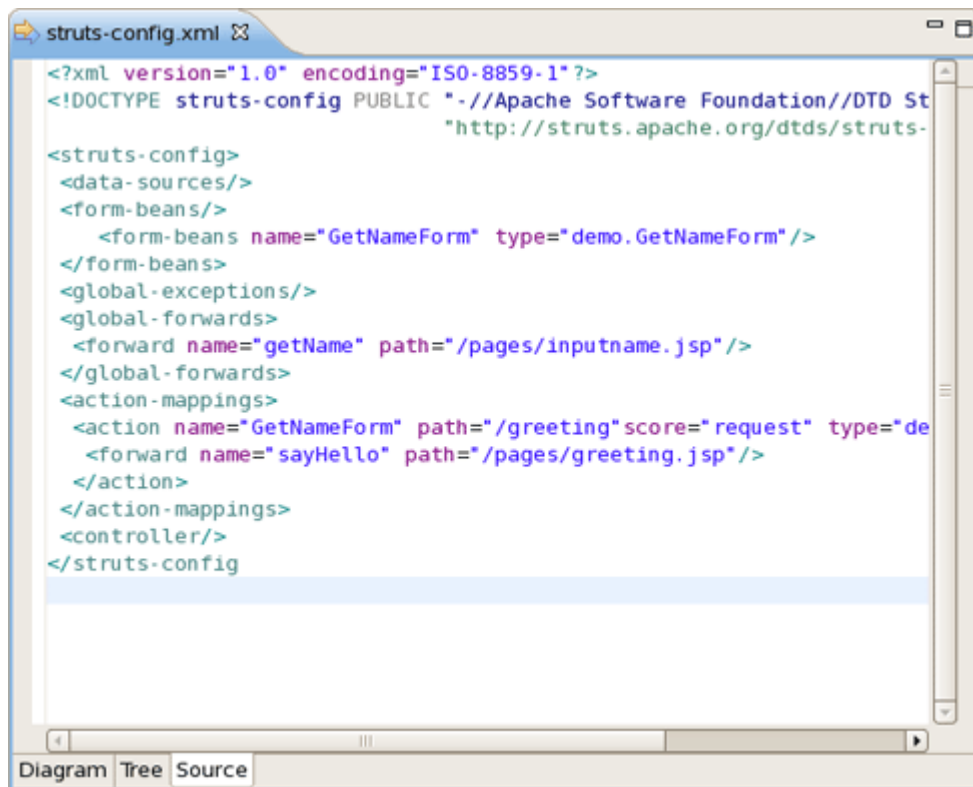 struts-config.xml
<?xml version="1.0" encoding="ISO-8859-1"?>
<!DOCTYPE struts-config PUBLIC "-//Apache Software Foundation//DTD St
"http://struts.apache.org/dtds/struts-
<struts-config>
<data-sources/>
<form-beans/>
<form-beans name="GetNameForm" type="demo.GetNameForm"/>
</form-beans>
<global-exceptions/>
<global-forwards>
<forward name="getName" path="/pages/inputname.jsp"/>
</global-forwards>
<action-mappings>
<action name="GetNameForm" path="/greeting"score="request" type="de
<forward name="sayHello" path="/pages/greeting.jsp"/>
</action>
</action-mappings>
<controller/>
</struts-config
Diagram Tree Source